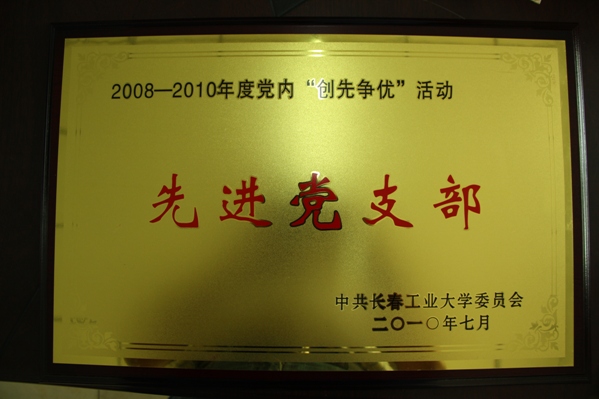 2008—2010年度党内“创先争优”活动
先进党支部
中共长春工业大学委员会
二〇一〇年七月